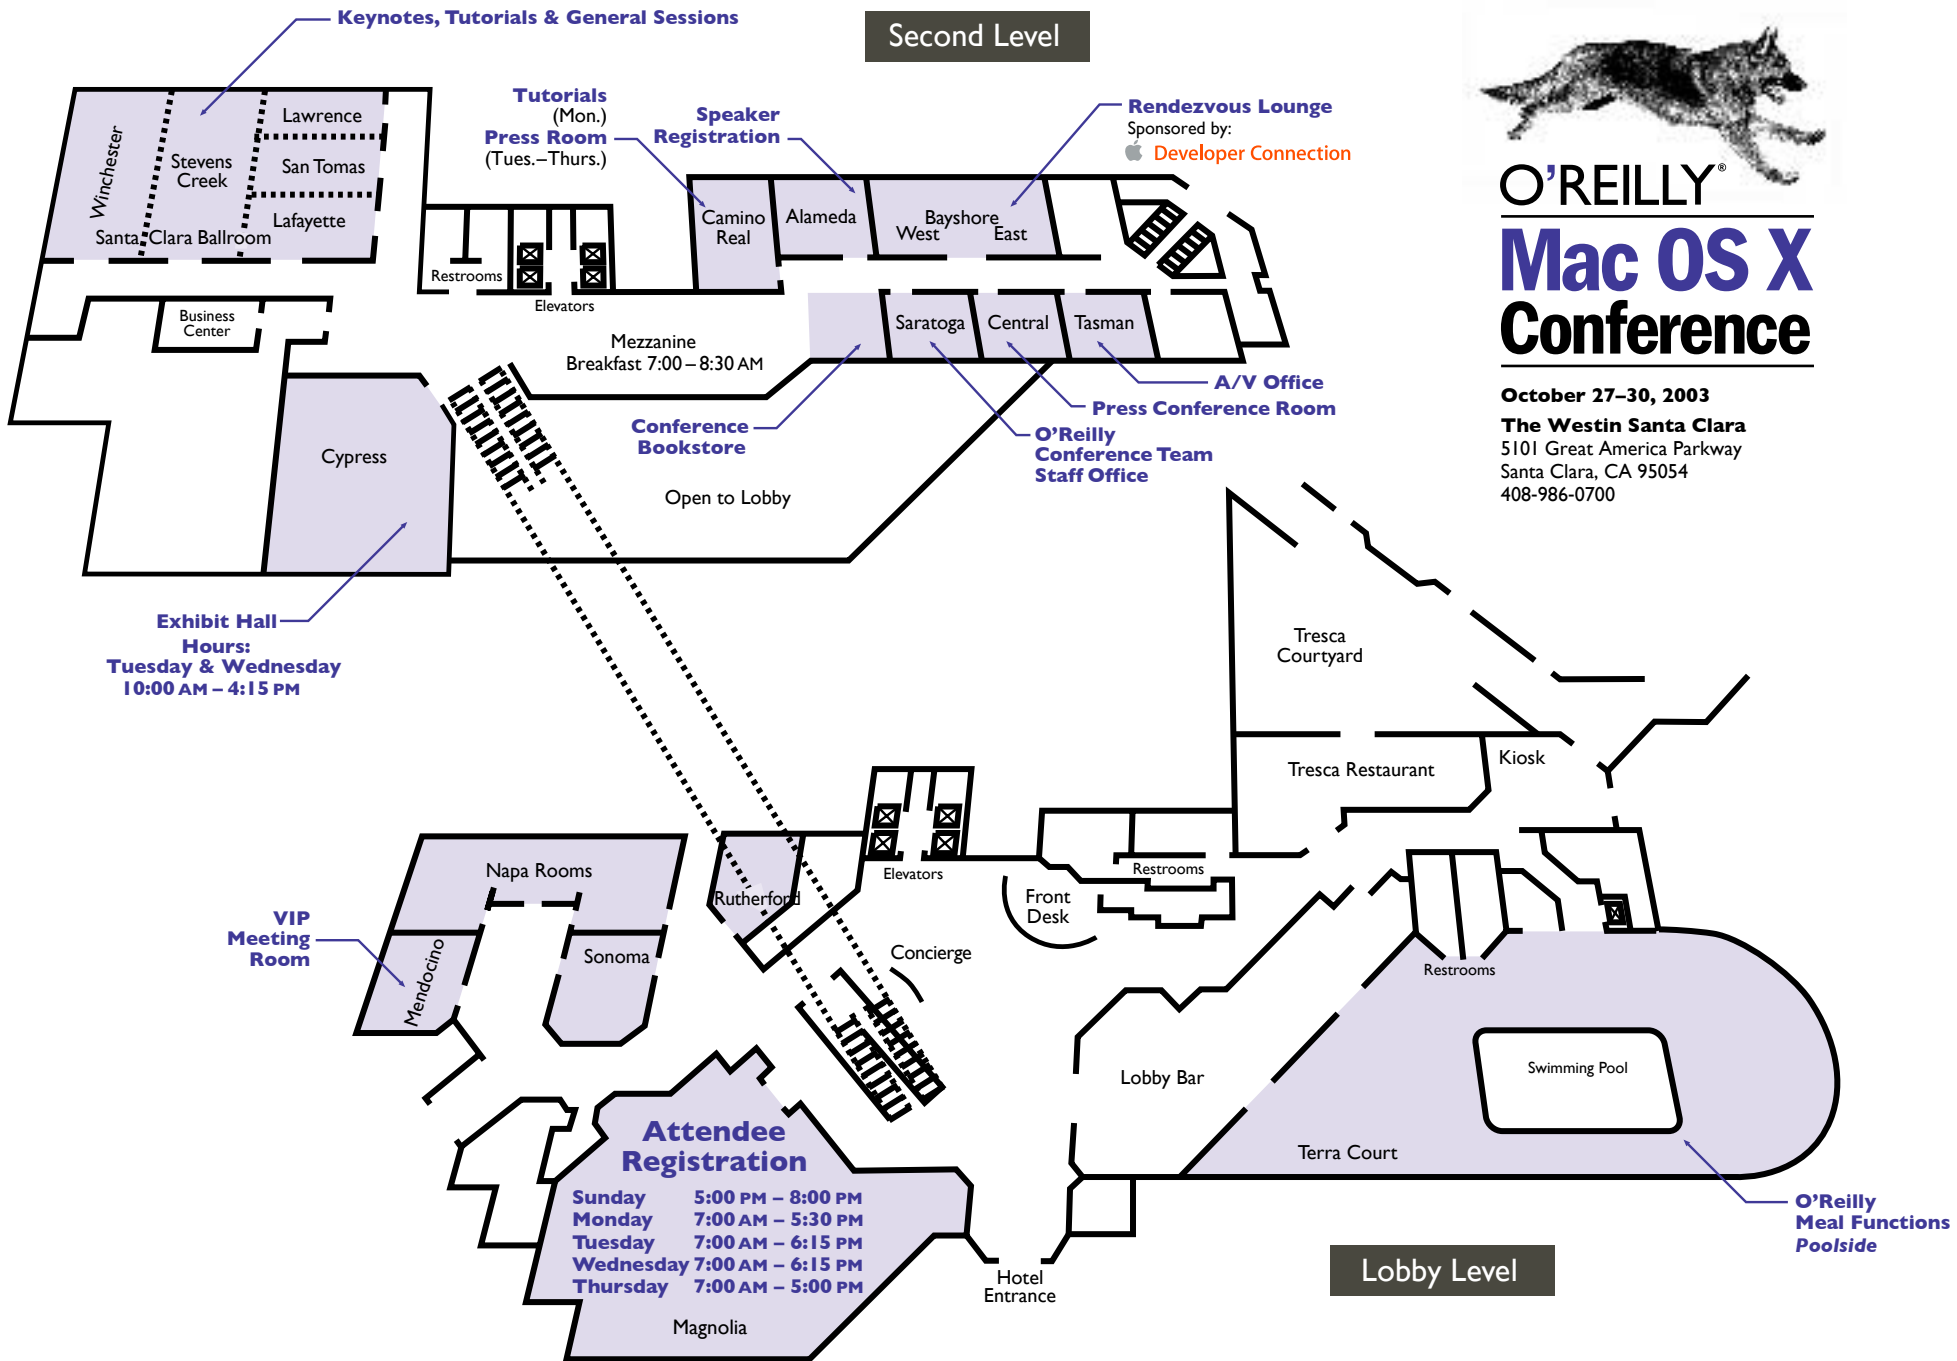 Keynotes, Tutorials & General Sessions
Second Level
Winchester
Stevens
Creek
Lawrence
San Tomas
Lafayette
Santa Clara Ballroom
Tutorials
(Mon.)
Press Room
(Tues.–Thurs.)
Speaker
Registration
Rendezvous Lounge
Sponsored by:
Developer Connection
O'REILLY®
Mac OS X
Conference
October 27–30, 2003
The Westin Santa Clara
5101 Great America Parkway
Santa Clara, CA 95054
408-986-0700
Camino
Real
Alameda
Bayshore
West
East
Restrooms
Elevators
Business
Center
Mezzanine
Breakfast 7:00 – 8:30 AM
Saratoga
Central
Tasman
A/V Office
Press Conference Room
O'Reilly
Conference Team
Staff Office
Conference
Bookstore
Cypress
Open to Lobby
Exhibit Hall
Hours:
Tuesday & Wednesday
10:00 AM – 4:15 PM
Tresca
Courtyard
Tresca Restaurant
Kiosk
Napa Rooms
VIP
Meeting
Room
Mendocino
Sonoma
Rutherford
Elevators
Concierge
Front
Desk
Restrooms
Restrooms
Lobby Bar
Swimming Pool
Terra Court
O'Reilly
Meal Functions
Poolside
Attendee
Registration
Sunday 5:00 PM – 8:00 PM
Monday 7:00 AM – 5:30 PM
Tuesday 7:00 AM – 6:15 PM
Wednesday 7:00 AM – 6:15 PM
Thursday 7:00 AM – 5:00 PM
Magnolia
Hotel
Entrance
Lobby Level